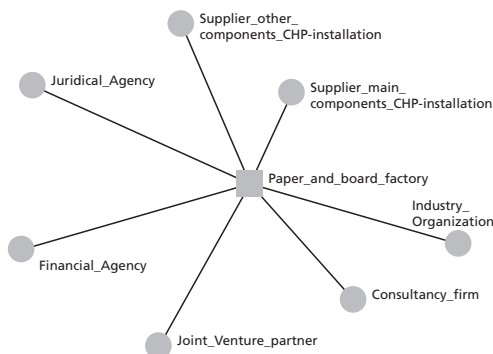 Supplier_other_
components_CHP-installation
Juridical_Agency
Supplier_main_
components_CHP-installation
Paper_and_board_factory
Industry_
Organization
Financial_Agency
Consultancy_firm
Joint_Venture_partner